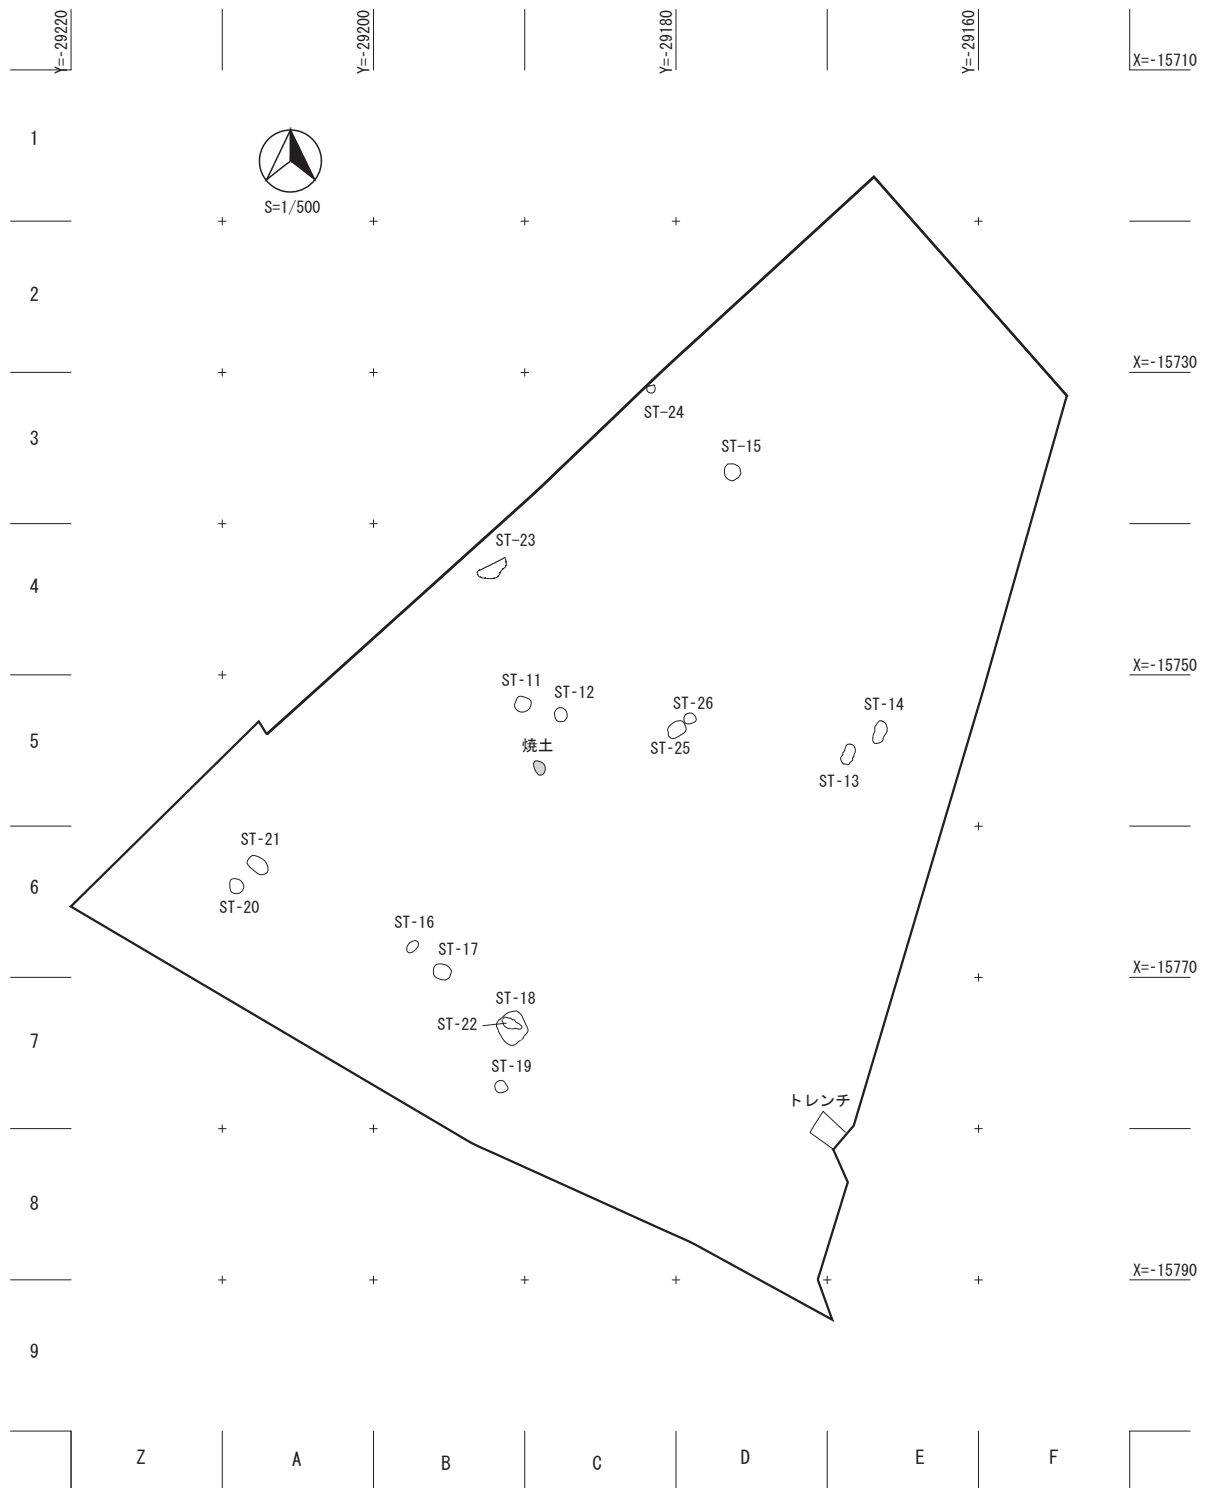 Y=-29220
Y=-29200
Y=-29180
Y=-29160
X=-15710
1
S=1/500
2
X=-15730
ST-24
3
ST-15
ST-23
4
X=-15750
ST-11
ST-12
ST-26
ST-14
5
焼土
ST-25
ST-13
ST-21
6
ST-20
ST-16
ST-17
X=-15770
ST-18
ST-22
7
ST-19
トレンチ
8
X=-15790
9
Z
A
B
C
D
E
F